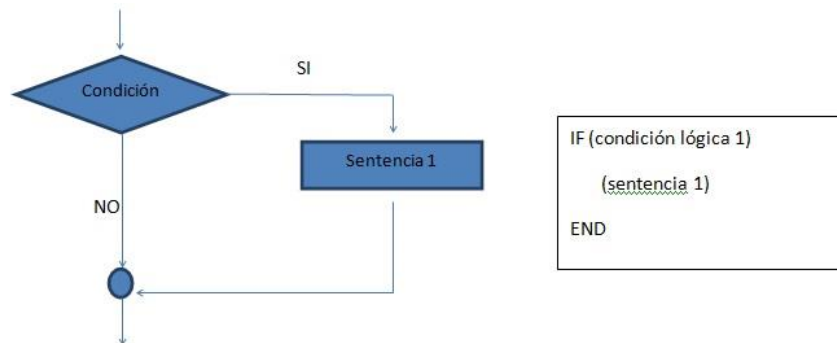 Condición
SI
Sentencia 1
NO
IF (condición lógica 1)
(sentencia 1)
END